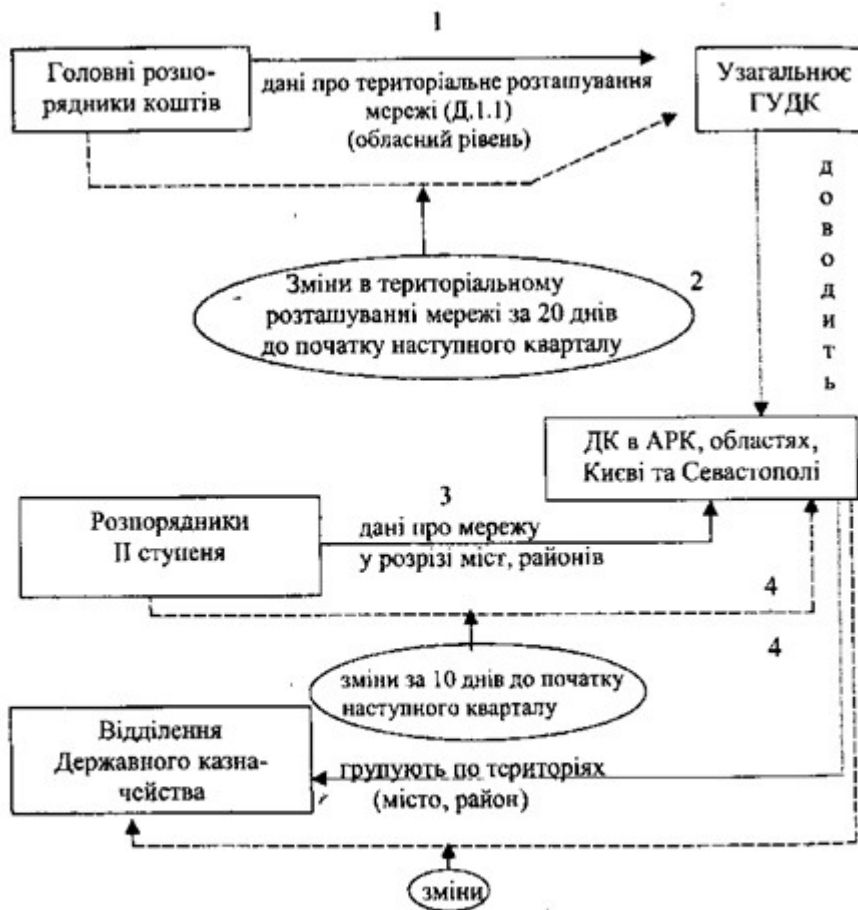 1
Головні розпо-
рядники коштів
дані про територіальне розташування
мережі (Д.1.1)
(обласний рівень)
Узагальнює
ГУДК
доводить
Зміни в територіальному
розташуванні мережі за 20 днів
до початку наступного кварталу
2
ДК в АРК, областях,
Києві та Севастополі
3
Розпорядники
ІІ ступеня
дані про мережу
у розрізі міст, районів
4
4
зміни за 10 днів до початку
наступного кварталу
Відділення
Державного казна-
чейства
групують по територіях
(місто, район)
зміни